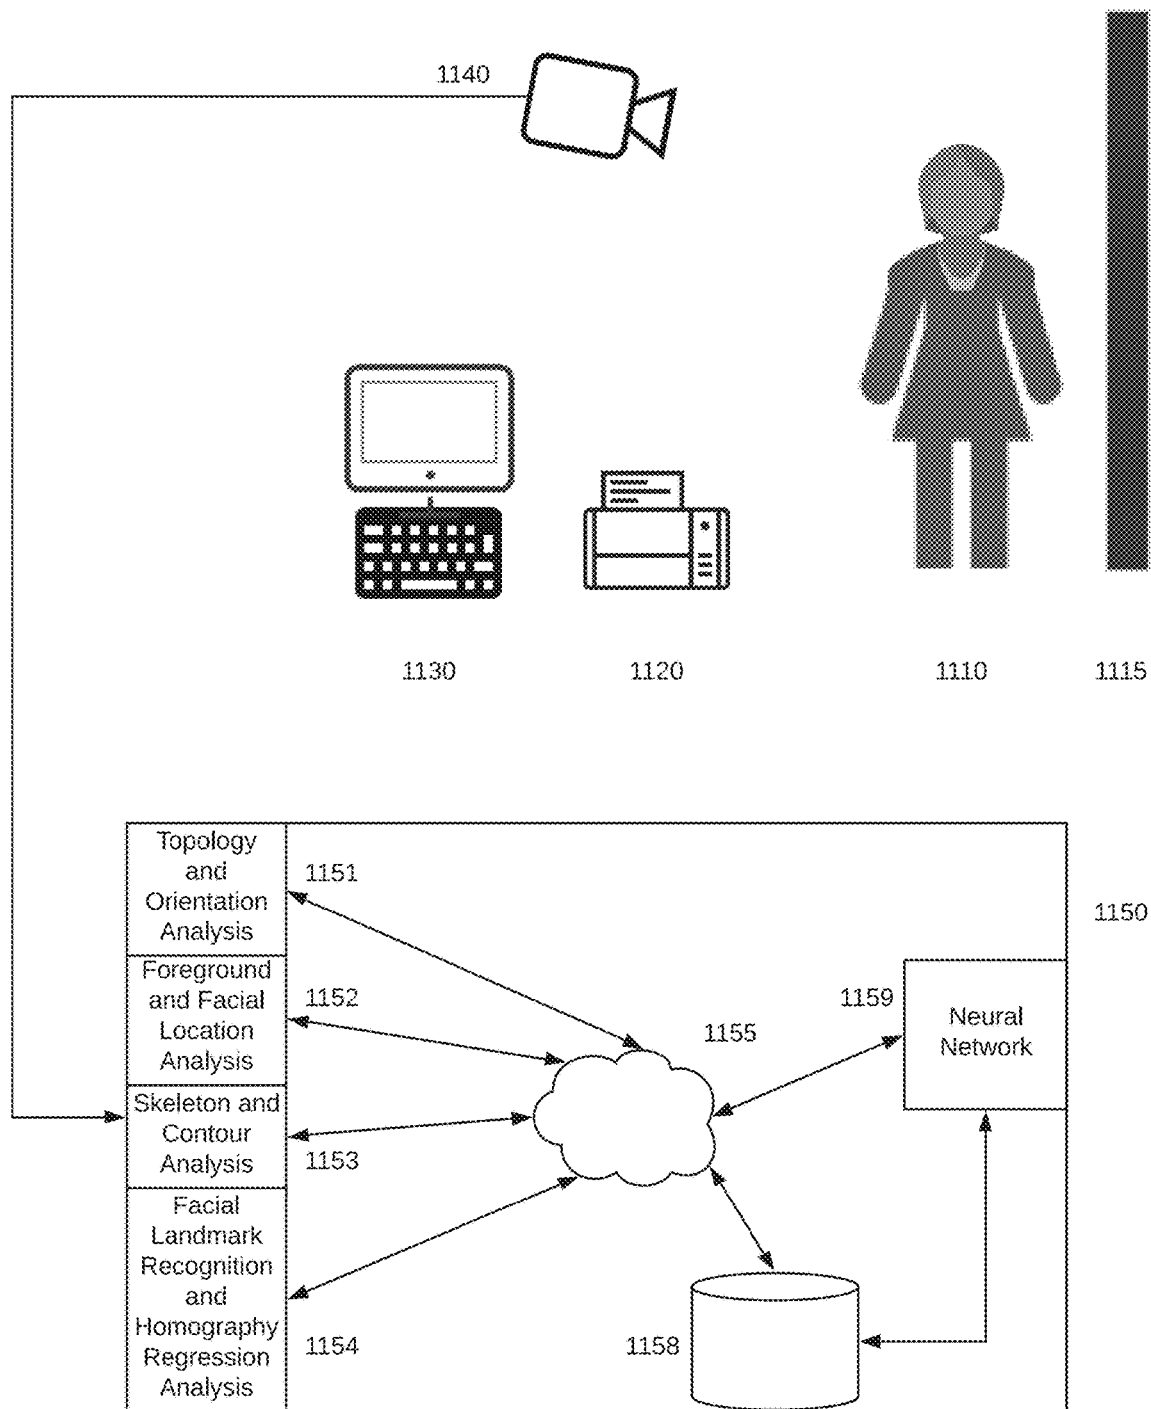 1140
1130
1120
1110
1115
Topology
and
Orientation
Analysis
1151
1150
Foreground
and Facial
Location
Analysis
1152
1159
Neural
Network
1155
Skeleton and
Contour
Analysis
1153
Facial
Landmark
Recognition
and
Homography
Regression
Analysis
1154
1158